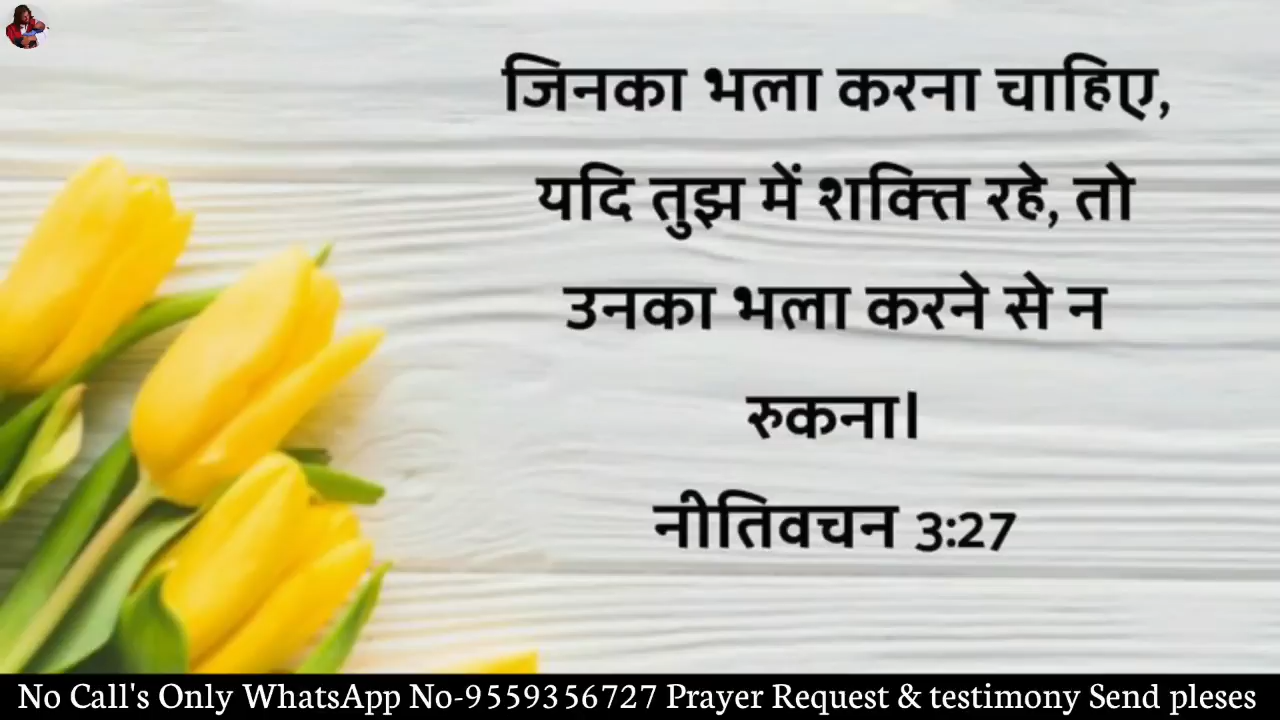 जिनका भला करना चाहिए,
यदि तुझ में शक्ति रहे, तो
उनका भला करने से न
रुकना।
नीतिवचन 3:27
No Call's Only WhatsApp No-9559356727 Prayer Request & testimony Send pleses